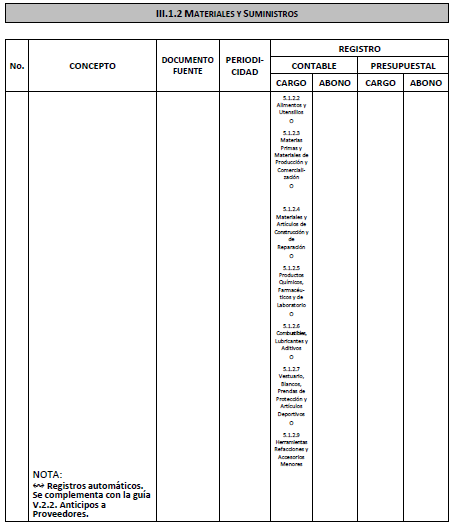 III.1.2 MATERIALES Y SUMINISTROS
REGISTRO
No. CONCEPTO DOCUMENTO FUENTE PERIODI-CIDAD CONTABLE PRESUPUESTAL
CARGO ABONO CARGO ABONO
5.1.2.2
Alimentos y
Utensilios
O
5.1.2.3
Materias
Primas y
Materiales de
Producción y
Comerciali-
zación
O
5.1.2.4
Materiales y
Artículos de
Construcción y
de
Reparación
O
5.1.2.5
Productos
Químicos,
Farmacéu-
ticos y de
Laboratorio
O
5.1.2.6
Combustibles,
Lubricantes y
Aditivos
O
5.1.2.7
Vestuario,
Blancos,
Prendas de
Protección y
Artículos
Deportivos
O
5.1.2.9
Herramientas
Refacciones y
Accesorios
Menores
NOTA:
Registros automáticos.
Se complementa con la guía
V.2.2. Anticipos a
Proveedores.